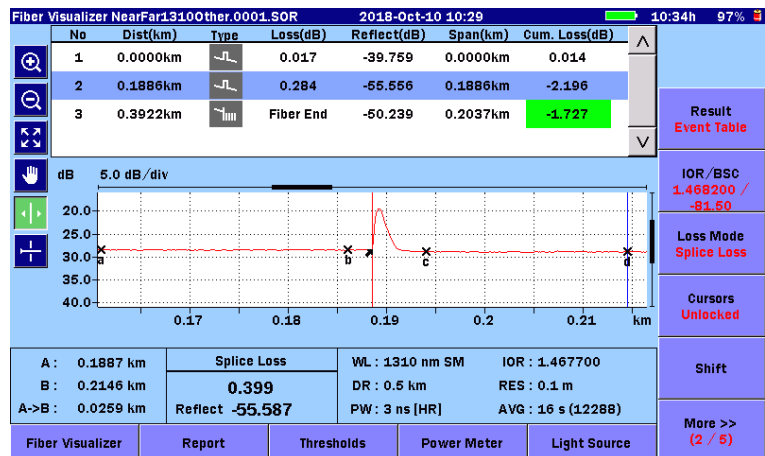 Fiber Visualizer NearFar1310Other.0001.SOR 2018-Oct-10 10:29 10:34h 97%
No Dist(km) Type Loss(dB) Reflect(dB) Span(km) Cum. Loss(dB)
1 0.0000km 0.017 -39.759 0.0000km 0.014
2 0.1886km 0.284 -55.556 0.1886km -2.196
3 0.3922km Fiber End -50.239 0.2037km -1.727
dB 5.0 dB/div
20.0
25.0
30.0
35.0
40.0
a b c d
0.17 0.18 0.19 0.2 0.21 km
A: 0.1887 km
B: 0.2146 km
A->B: 0.0259 km
Splice Loss
0.399
Reflect -55.587
WL: 1310 nm SM IOR: 1.467700
DR: 0.5 km RES: 0.1 m
PW: 3 ns [HR] AVG: 16 s (12288)
Result
Event Table
IOR/BSC
1.468200 /
-81.50
Loss Mode
Splice Loss
Cursors
Unlocked
Shift
More >>
(2 / 5)
Fiber Visualizer Report Thresholds Power Meter Light Source